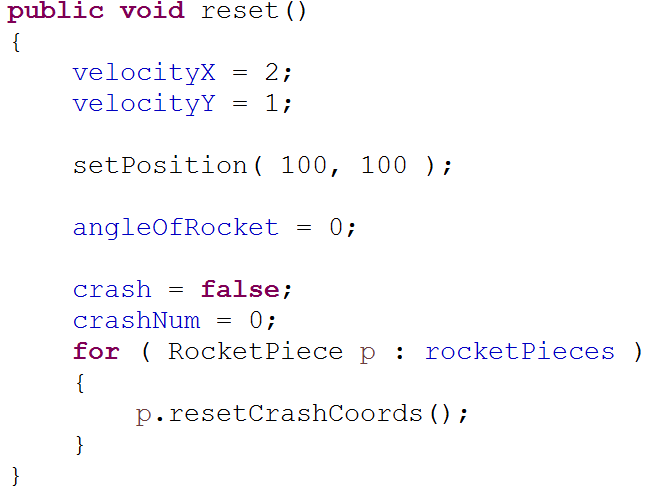 public void reset()
{
    velocityX = 2;
    velocityY = 1;

    setPosition( 100, 100 );

    angleOfRocket = 0;

    crash = false;
    crashNum = 0;
    for ( RocketPiece p : rocketPieces )
    {
        p.resetCrashCoords();
    }
}